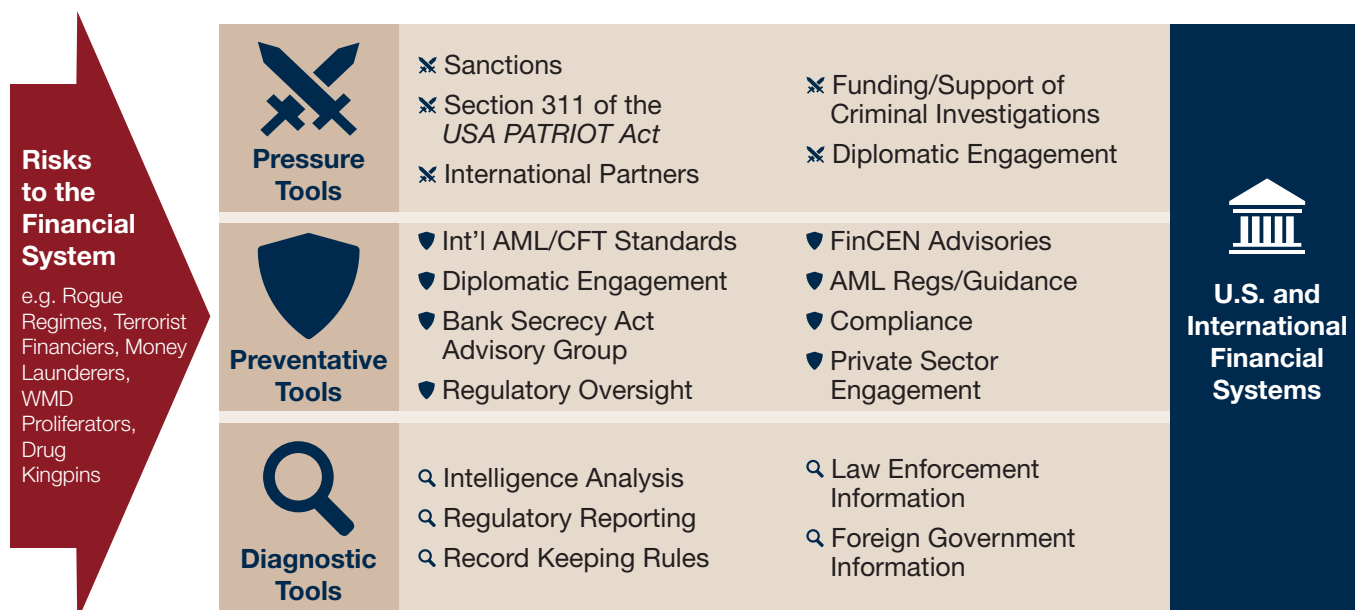 Risks
to the
Financial
System
e.g. Rogue
Regimes, Terrorist
Financiers, Money
Launderers,
WMD
Proliferators,
Drug
Kingpins
Pressure
Tools
Sanctions
Section 311 of the
USA PATRIOT Act
International Partners
Funding/Support of
Criminal Investigations
Diplomatic Engagement
Preventative
Tools
Int'l AML/CFT Standards
Diplomatic Engagement
Bank Secrecy Act
Advisory Group
Regulatory Oversight
FinCEN Advisories
AML Regs/Guidance
Compliance
Private Sector
Engagement
Diagnostic
Tools
Intelligence Analysis
Regulatory Reporting
Record Keeping Rules
Law Enforcement
Information
Foreign Government
Information
U.S. and
International
Financial
Systems